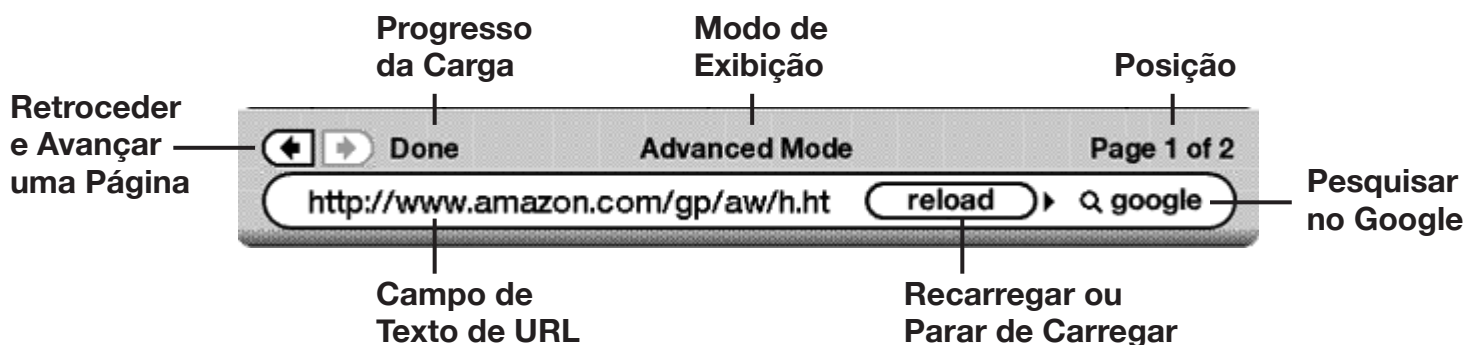 Progresso
da Carga
Modo de
Exibição
Posição
Retroceder
e Avançar
uma Página
Done
Advanced Mode
Page 1 of 2
http://www.amazon.com/gp/aw/h.ht
reload
google
Pesquisar
no Google
Campo de
Texto de URL
Recarregar ou
Parar de Carregar